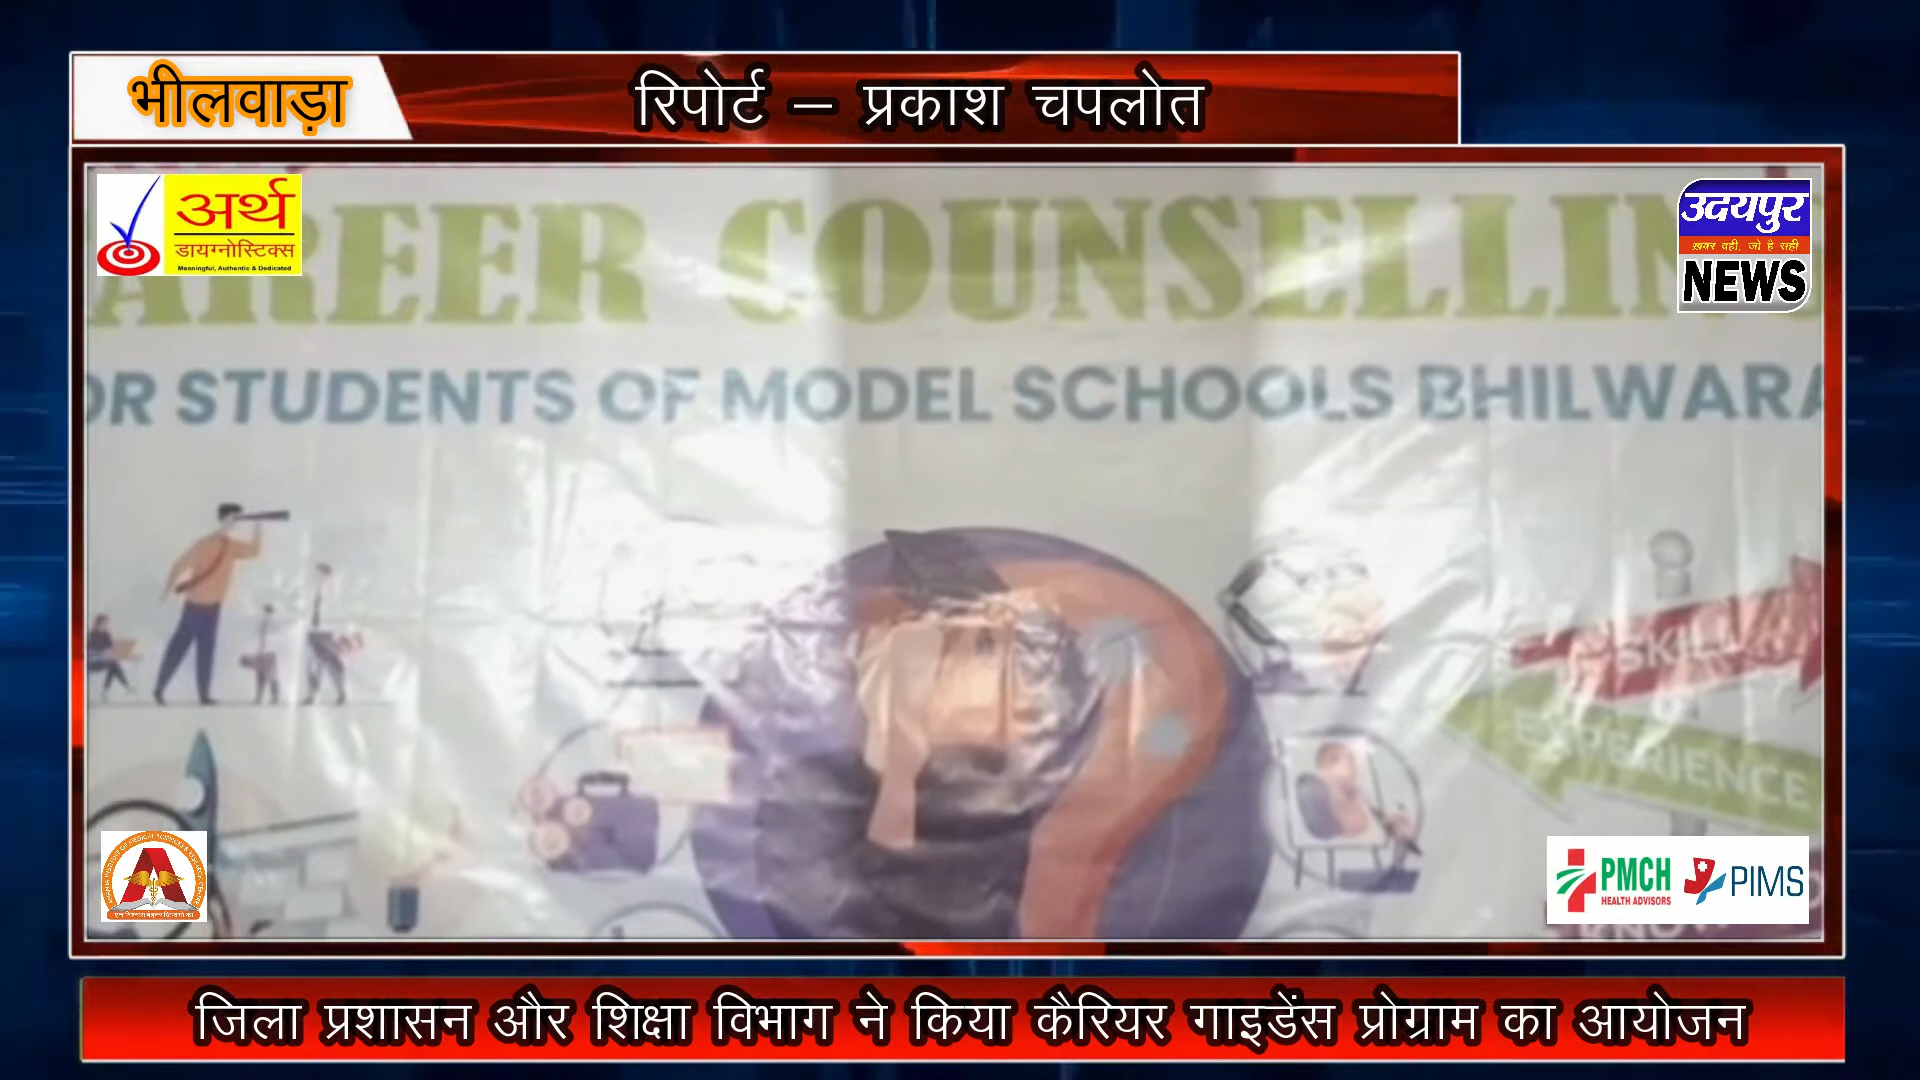 भीलवाड़ा
रिपोर्ट – प्रकाश चपलोत
अर्थ
डायग्नोस्टिक्स
Meaningful, Authentic & Dedicated
उदयपुर
ख़बर वही, जो है सही
NEWS
AREER COUNSELLIN
OR STUDENTS OF MODEL SCHOOLS BHILWARA
SKILL
EXPERIENCE
PMCH
HEALTH ADVISORS
PIMS
जिला प्रशासन और शिक्षा विभाग ने किया कैरियर गाइडेंस प्रोग्राम का आयोजन